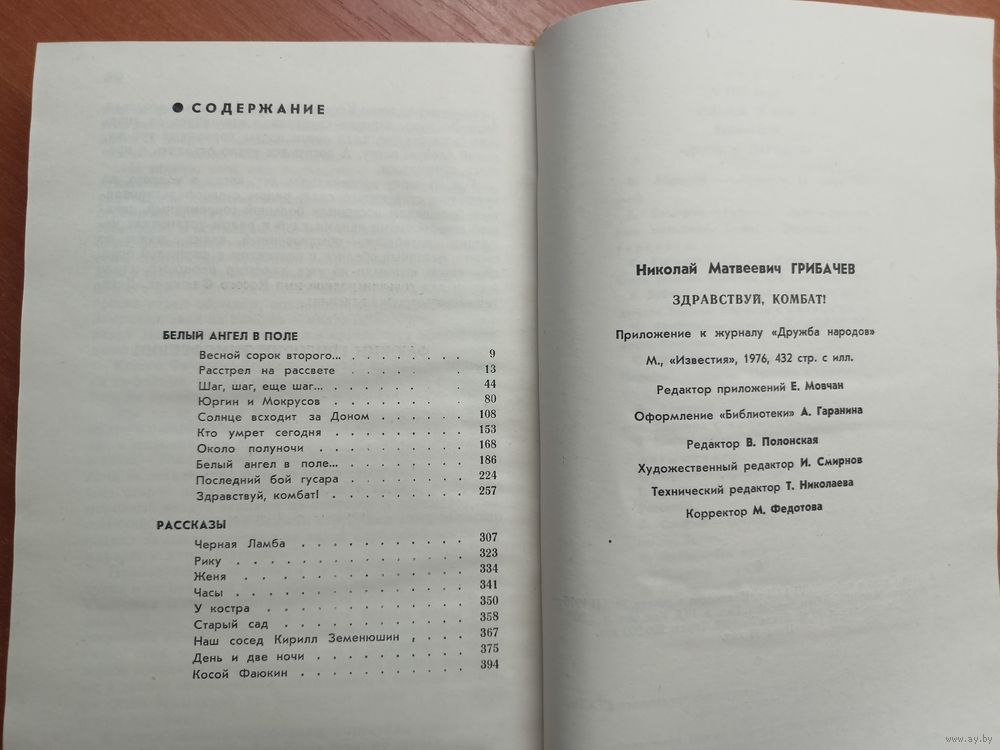 ● СОДЕРЖАНИЕ
БЕЛЫЙ АНГЕЛ В ПОЛЕ
Весной сорок второго... . . . . . . . 9
Расстрел на рассвете . . . . . . . 13
Шаг, шаг, еще шаг... . . . . . . . . 44
Юргин и Мокрусов . . . . . . . . 80
Солнце всходит за Доном . . . . . . 108
Кто умрет сегодня . . . . . . . . 153
Около полуночи . . . . . . . . . 168
Белый ангел в поле... . . . . . . . 186
Последний бой гусара . . . . . . . 224
Здравствуй, комбат! . . . . . . . . 257
РАССКАЗЫ
Черная Ламба . . . . . . . . . . 307
Рику . . . . . . . . . . . . . 323
Женя . . . . . . . . . . . . 334
Часы . . . . . . . . . . . . . 341
У костра . . . . . . . . . . . 350
Старый сад . . . . . . . . . . 358
Наш сосед Кирилл Земенюшин . . . . 367
День и две ночи . . . . . . . . . 375
Косой Фаюкин . . . . . . . . . . 394
Николай Матвеевич ГРИБАЧЕВ
ЗДРАВСТВУЙ, КОМБАТ!
Приложение к журналу «Дружба народов»
М., «Известия», 1976, 432 стр. с илл.
Редактор приложений Е. Мовчан
Оформление «Библиотеки» А. Гаранина
Редактор В. Полонская
Художественный редактор И. Смирнов
Технический редактор Т. Николаева
Корректор М. Федотова
www.ay.by